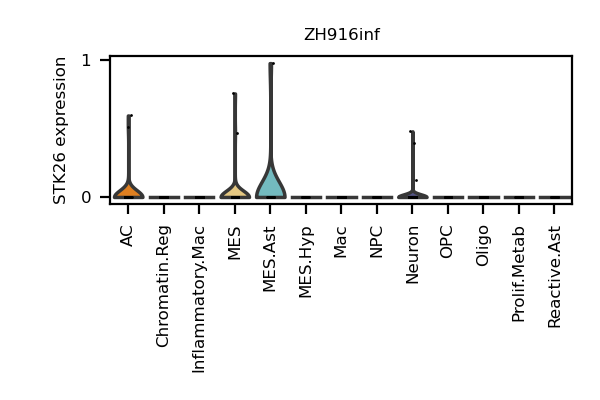 ZH916inf
STK26 expression
1
0
AC
Chromatin.Reg
Inflammatory.Mac
MES
MES.Ast
MES.Hyp
Mac
NPC
Neuron
OPC
Oligo
Prolif.Metab
Reactive.Ast